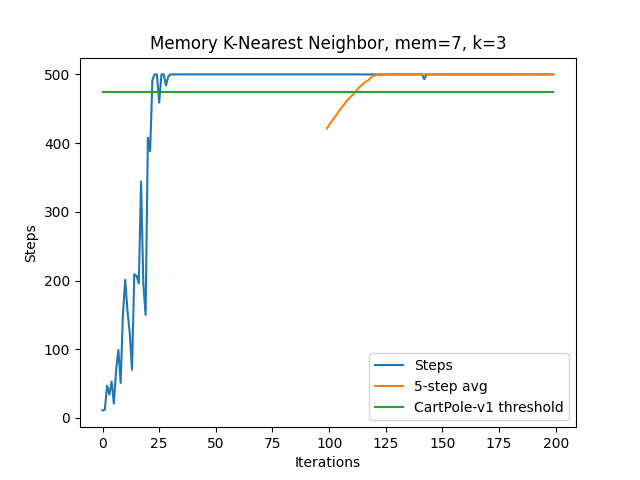 Memory K-Nearest Neighbor, mem=7, k=3
500
400
300
200
100
0
Steps
0 25 50 75 100 125 150 175 200
Iterations
Steps
5-step avg
CartPole-v1 threshold